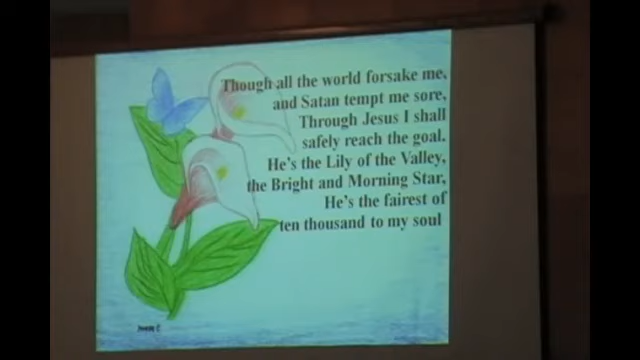 Though all the world forsake me,
and Satan tempt me sore,
Through Jesus I shall
safely reach the goal.
He's the Lily of the Valley,
the Bright and Morning Star,
He's the fairest of
ten thousand to my soul